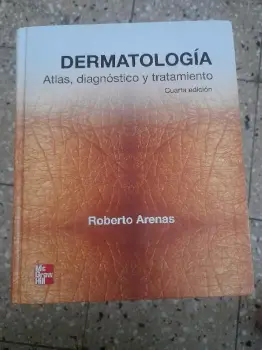 DERMATOLOGÍA
Atlas, diagnóstico y tratamiento
Cuarta edición
Roberto Arenas
Mc
Graw
Hill